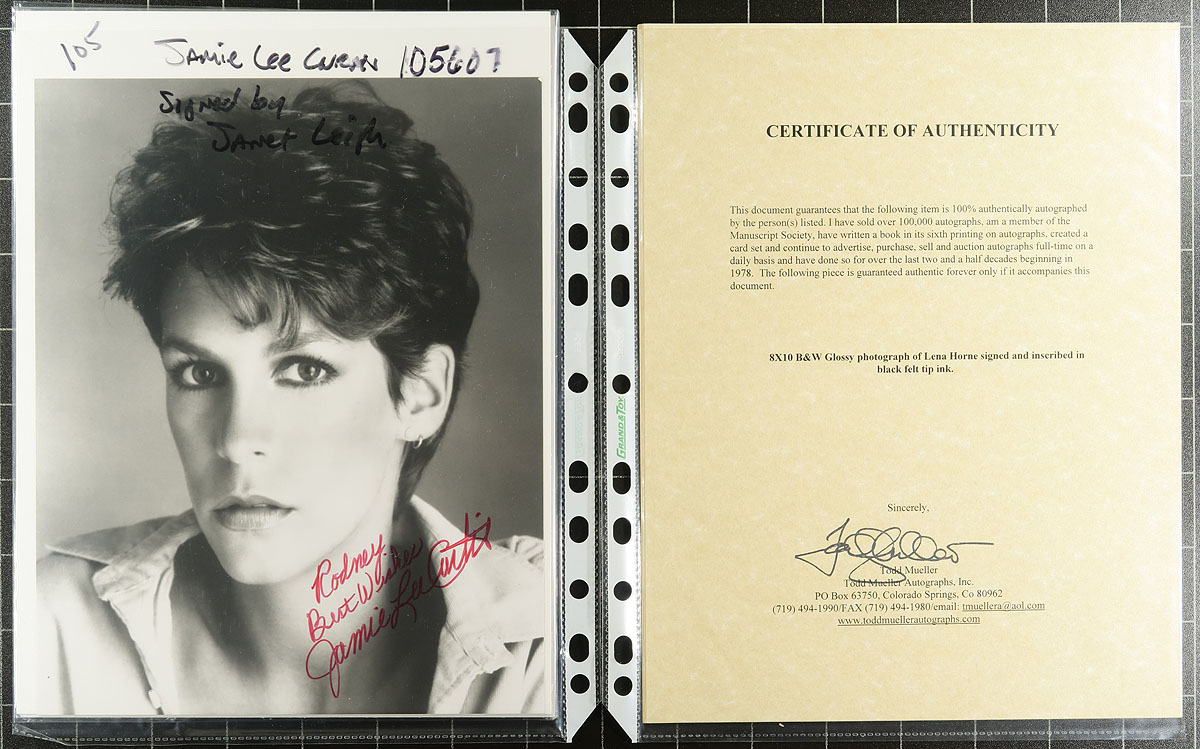 105
Jamie Lee Curtis 105607
Signed by
Janet Leigh
Rodney
Best Wishes
Jamie Lee Curtis
GRAND&TOY
CERTIFICATE OF AUTHENTICITY
This document guarantees that the following item is 100% authentically autographed
by the person(s) listed. I have sold over 100,000 autographs, am a member of the
Manuscript Society, have written a book in its sixth printing on autographs, created a
card set and continue to advertise, purchase, sell and auction autographs full-time on a
daily basis and have done so for over the last two and a half decades beginning in
1978. The following piece is guaranteed authentic forever only if it accompanies this
document.
8X10 B&W Glossy photograph of Lena Horne signed and inscribed in
black felt tip ink.
Sincerely,
Todd Mueller
Todd Mueller Autographs, Inc.
PO Box 63750, Colorado Springs, Co 80962
(719) 494-1990/FAX (719) 494-1980/email: tmuellera@aol.com
www.toddmuellerautographs.com